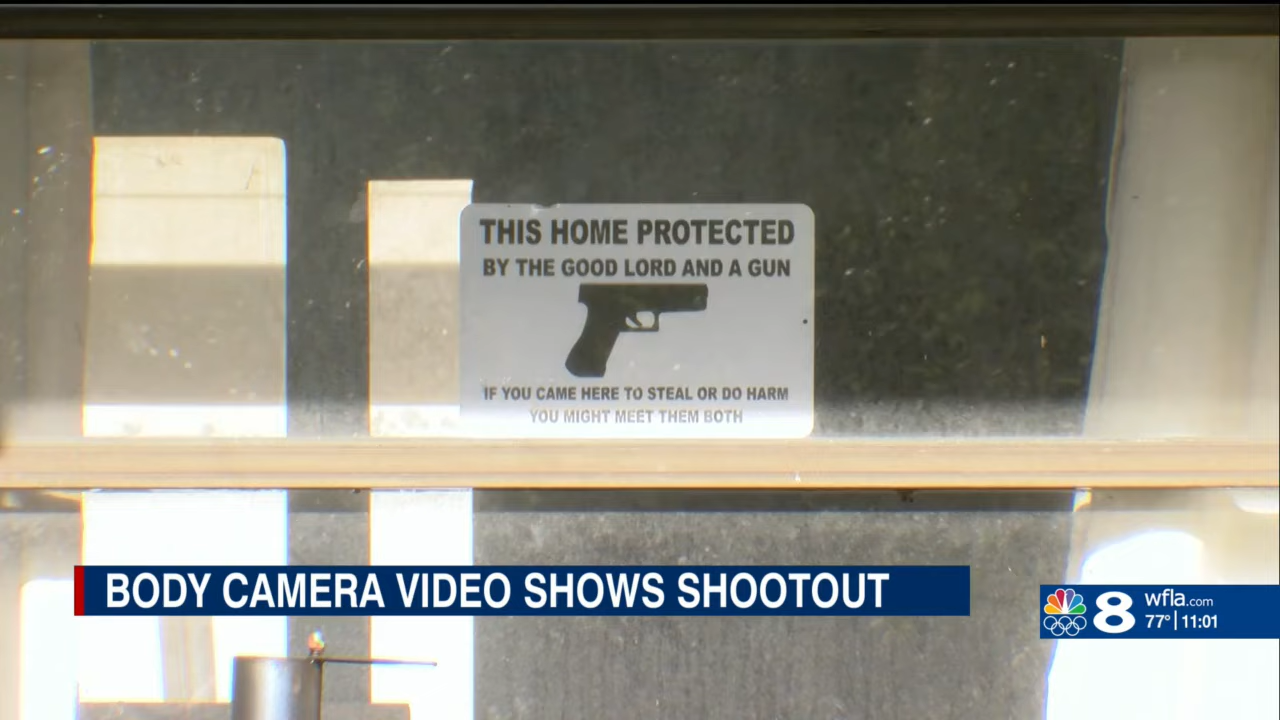 THIS HOME PROTECTED
BY THE GOOD LORD AND A GUN
IF YOU CAME HERE TO STEAL OR DO HARM
YOU MIGHT MEET THEM BOTH
BODY CAMERA VIDEO SHOWS SHOOTOUT
8 wfla.com
77° | 11:01